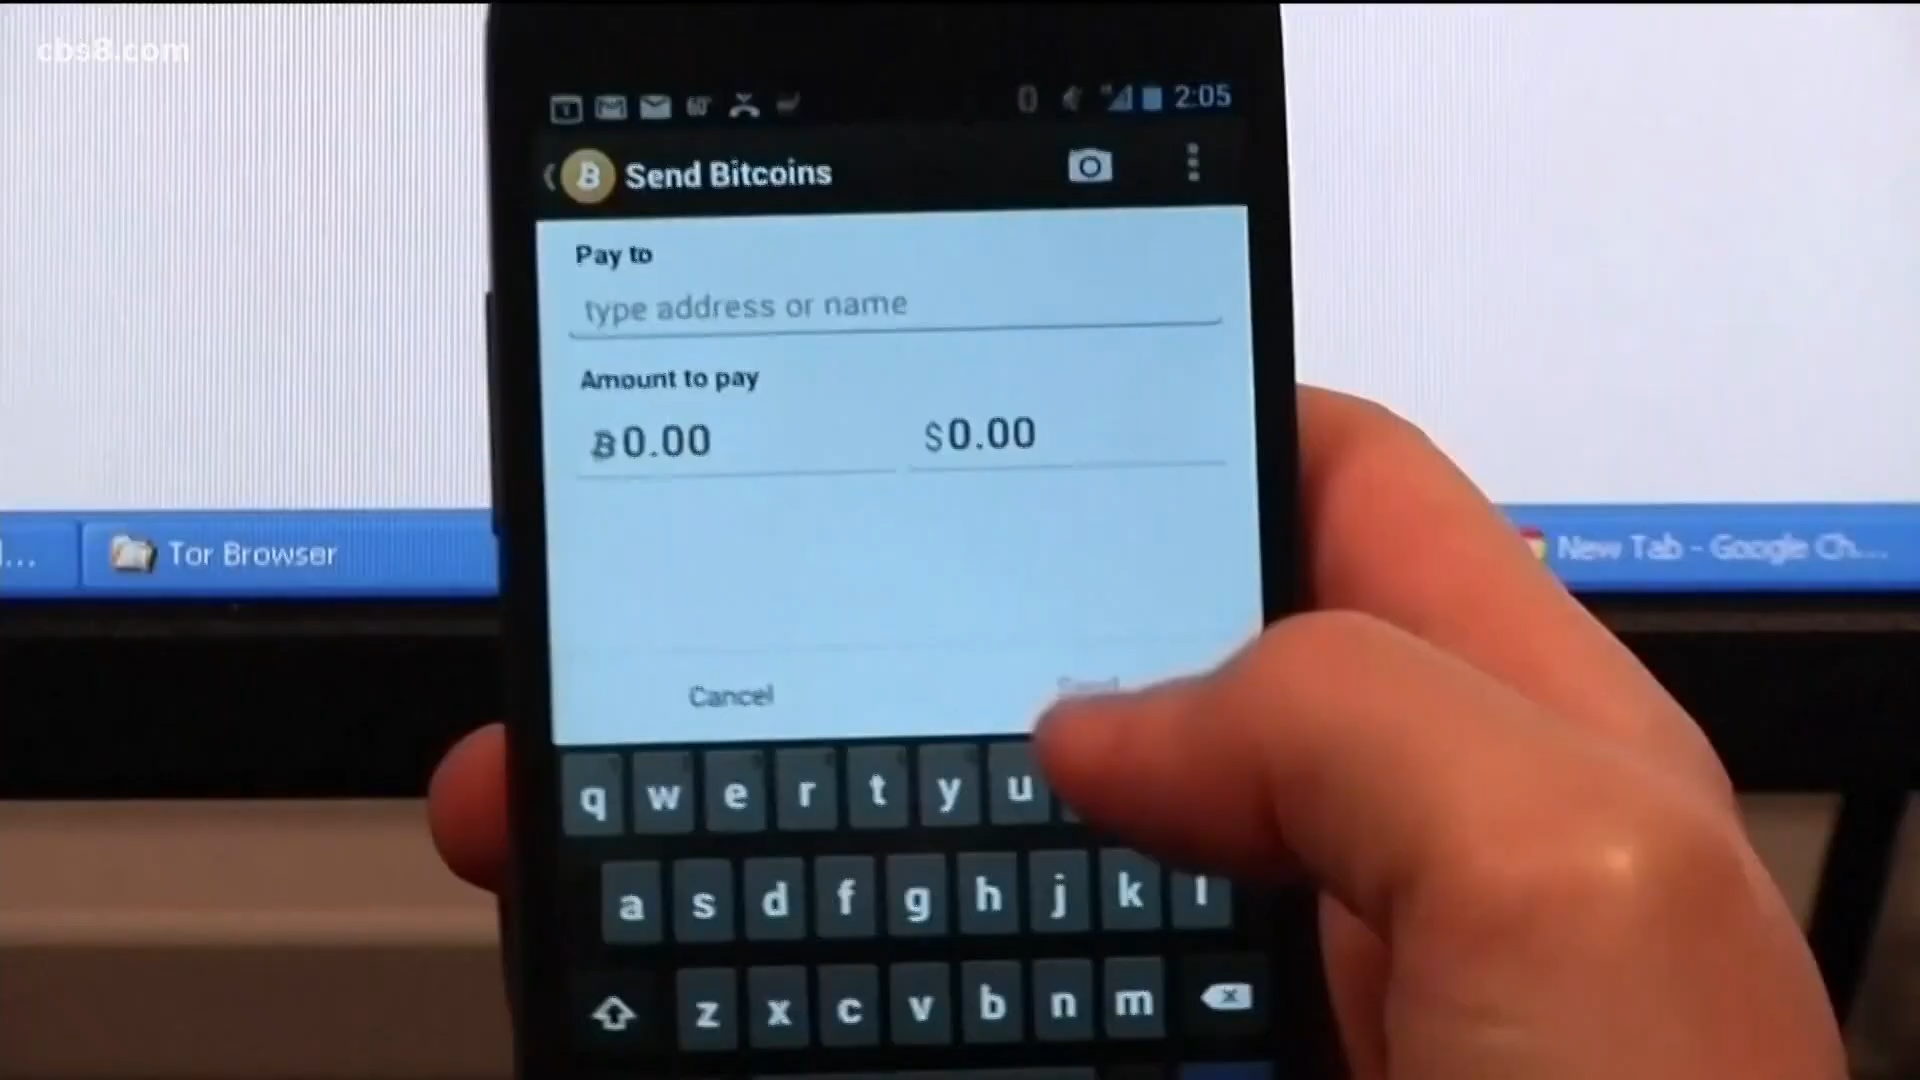 cbs8.com
60°
2:05
Send Bitcoins
Pay to
type address or name
Amount to pay
0.00 $0.00
... Tor Browser
New Tab - Google Ch...
Cancel Send
q w e r t y u
a s d f g h j k l
z x c v b n m